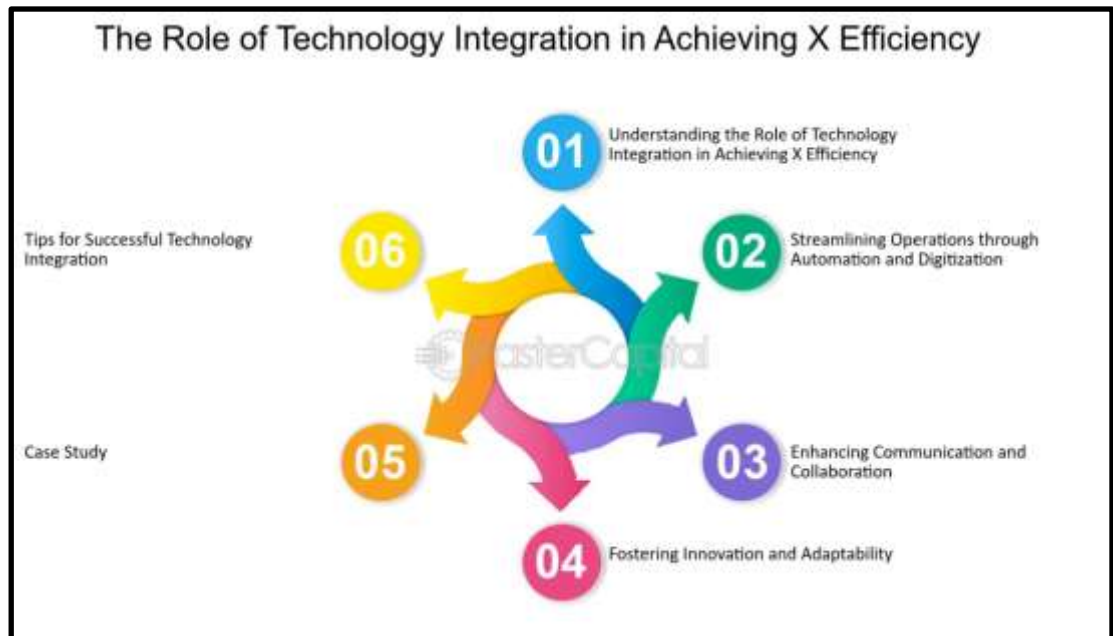 The Role of Technology Integration in Achieving X Efficiency
01
Understanding the Role of Technology
Integration in Achieving X Efficiency
02
Streamlining Operations through
Automation and Digitization
03
Enhancing Communication and
Collaboration
04
Fostering Innovation and Adaptability
05
Case Study
06
Tips for Successful Technology
Integration
asterCapital